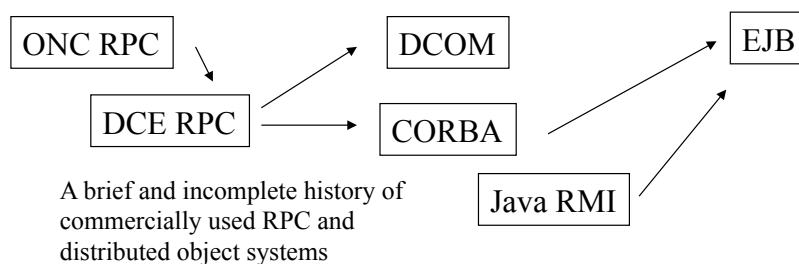 ONC RPC
DCOM
EJB
DCE RPC
CORBA
Java RMI
A brief and incomplete history of
commercially used RPC and
distributed object systems